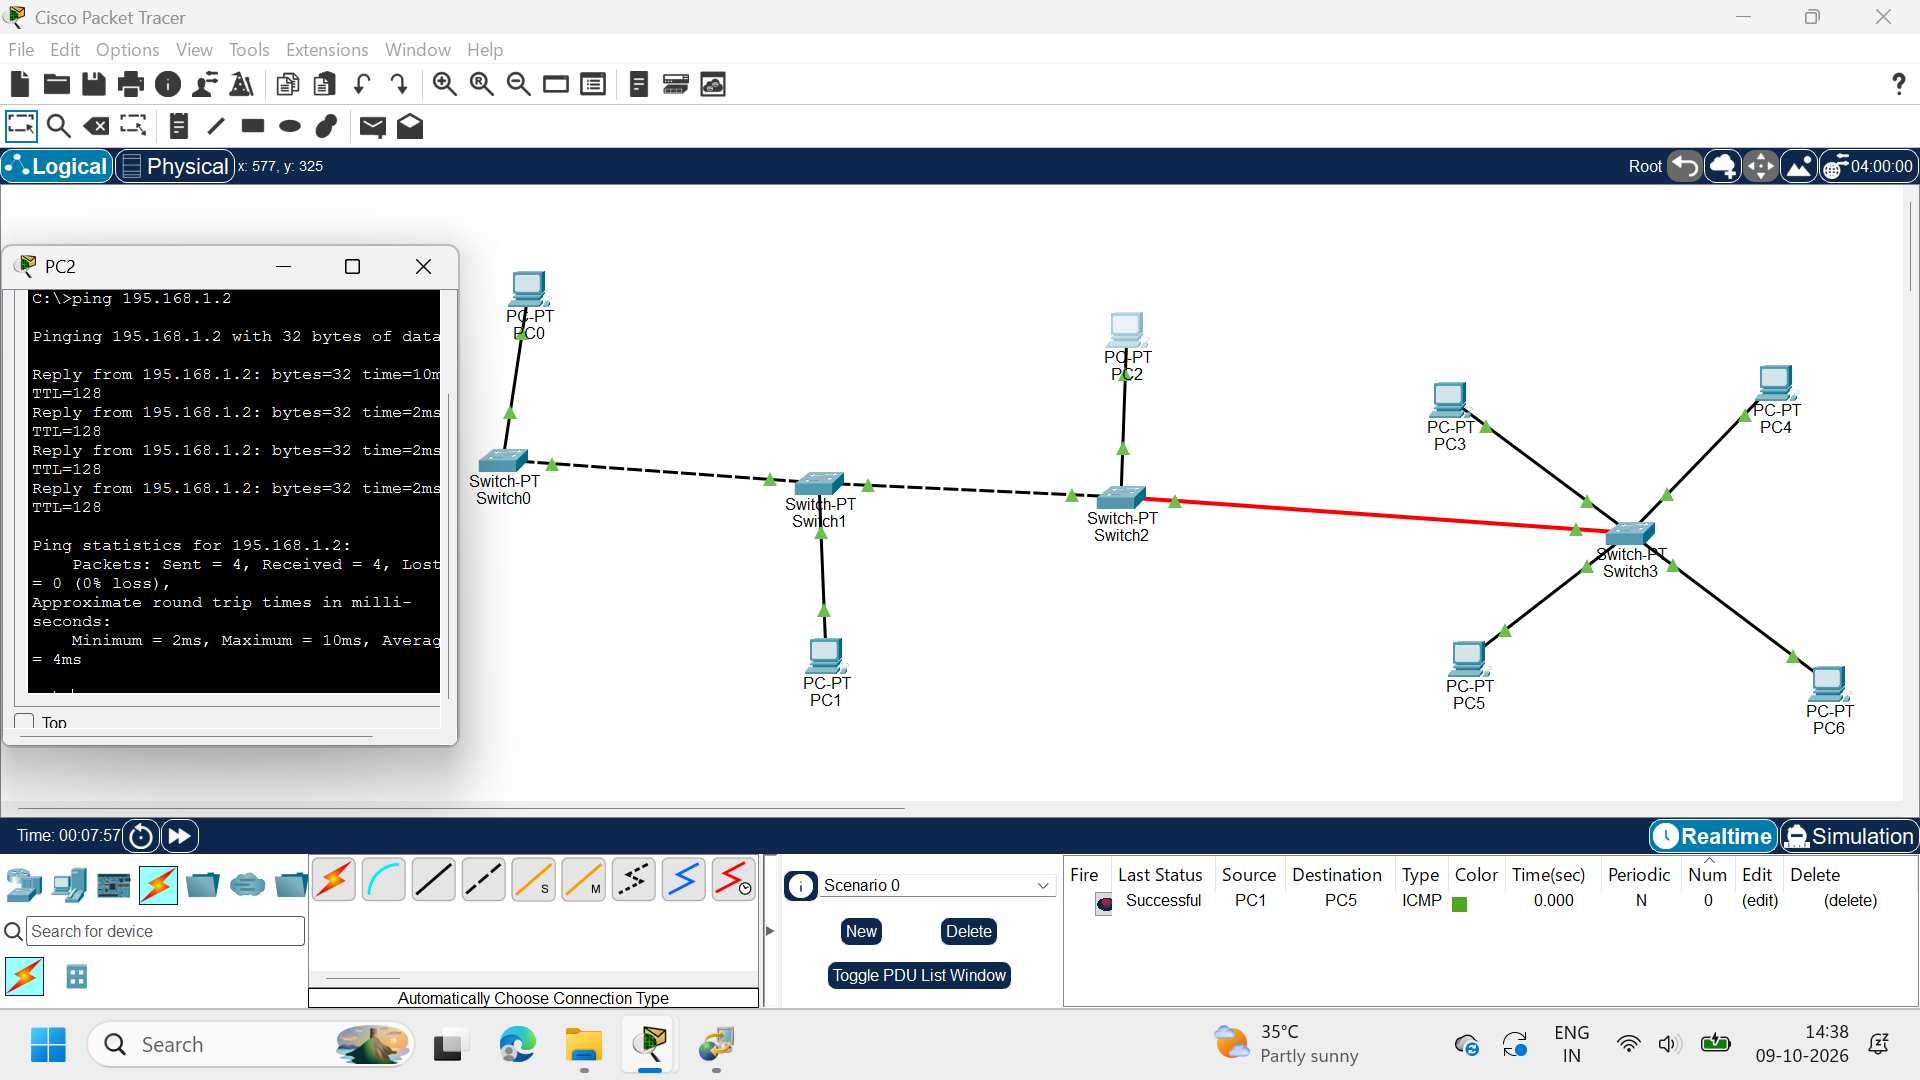 Cisco Packet Tracer
File Edit Options View Tools Extensions Window Help
Logical Physical x: 577, y: 325 Root 04:00:00
PC2
C:\>ping 195.168.1.2
Pinging 195.168.1.2 with 32 bytes of data
Reply from 195.168.1.2: bytes=32 time=10m
TTL=128
Reply from 195.168.1.2: bytes=32 time=2ms
TTL=128
Reply from 195.168.1.2: bytes=32 time=2ms
TTL=128
Reply from 195.168.1.2: bytes=32 time=2ms
TTL=128
Ping statistics for 195.168.1.2:
Packets: Sent = 4, Received = 4, Lost
= 0 (0% loss),
Approximate round trip times in milli-
seconds:
Minimum = 2ms, Maximum = 10ms, Averag
= 4ms
Top
PC-PT
PC0
Switch-PT
Switch0
Switch-PT
Switch1
PC-PT
PC1
PC-PT
PC2
Switch-PT
Switch2
PC-PT
PC3
PC-PT
PC4
Switch-PT
Switch3
PC-PT
PC5
PC-PT
PC6
Time: 00:07:57 Realtime Simulation
Search for device
S M
Automatically Choose Connection Type
Scenario 0
New Delete
Toggle PDU List Window
Fire Last Status Source Destination Type Color Time(sec) Periodic Num Edit Delete
Successful PC1 PC5 ICMP 0.000 N 0 (edit) (delete)
Search
35°C
Partly sunny
ENG
IN
14:38
09-10-2026